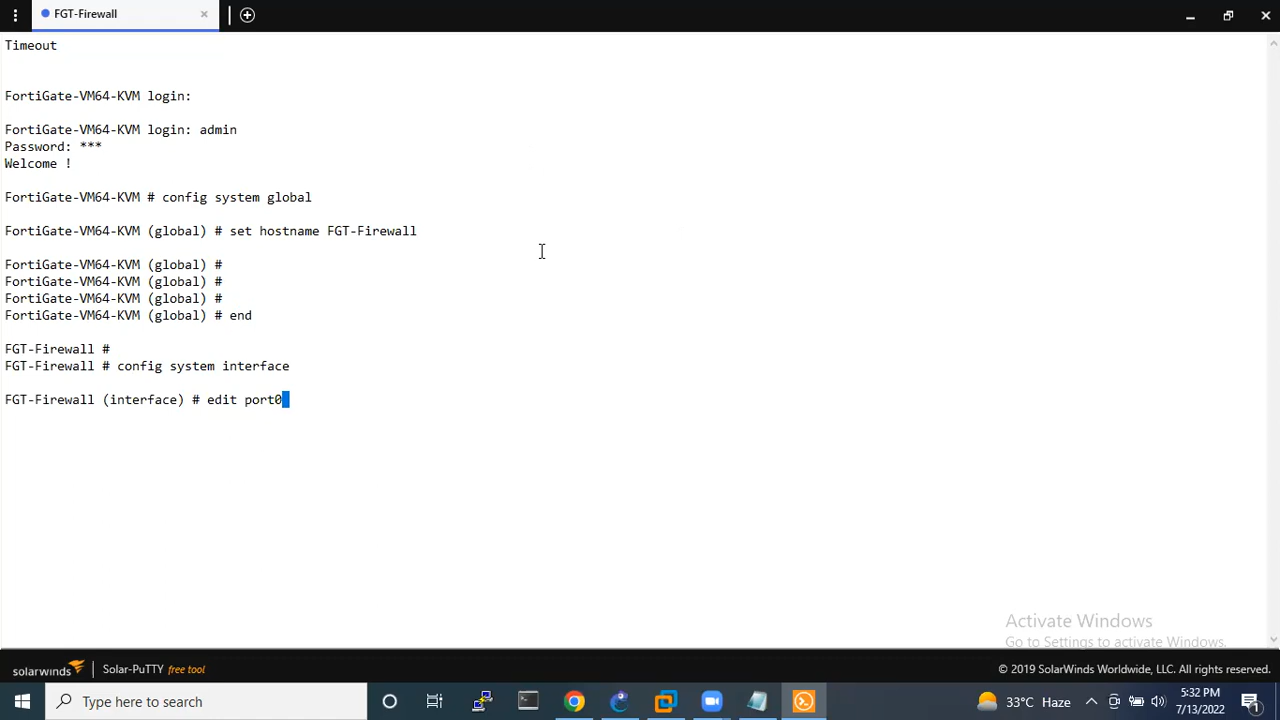 FGT-Firewall
Timeout
FortiGate-VM64-KVM login:
FortiGate-VM64-KVM login: admin
Password: ***
Welcome !
FortiGate-VM64-KVM # config system global
FortiGate-VM64-KVM (global) # set hostname FGT-Firewall
FortiGate-VM64-KVM (global) #
FortiGate-VM64-KVM (global) #
FortiGate-VM64-KVM (global) #
FortiGate-VM64-KVM (global) # end
FGT-Firewall #
FGT-Firewall # config system interface
FGT-Firewall (interface) # edit port0
Activate Windows
Go to Settings to activate Windows.
solarwinds Solar-PuTTY free tool © 2019 SolarWinds Worldwide, LLC. All rights reserved.
Type here to search 33°C Haze 5:32 PM
7/13/2022 1